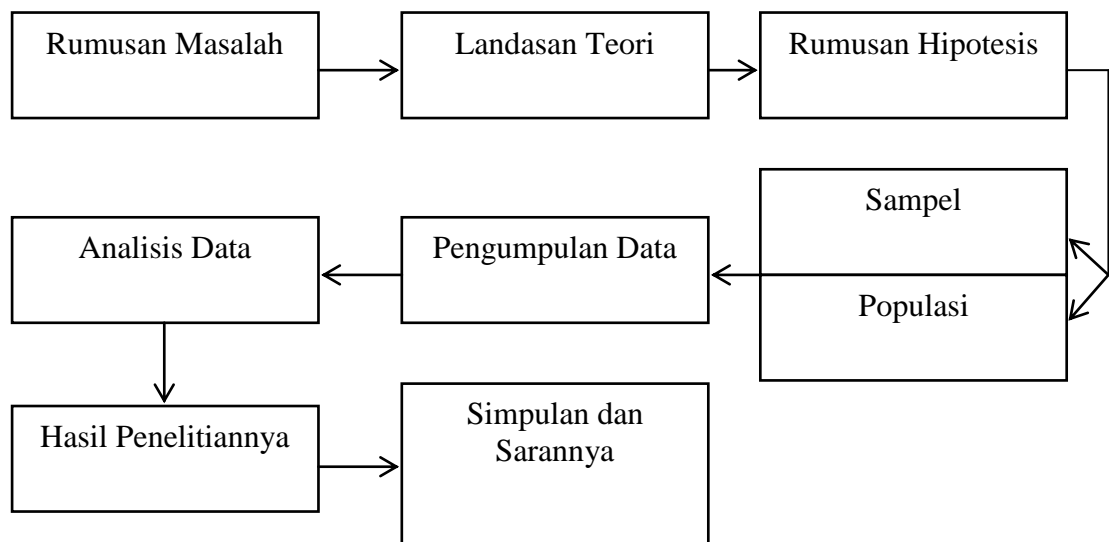 Rumusan Masalah
Landasan Teori
Rumusan Hipotesis
Sampel
Populasi
Pengumpulan Data
Analisis Data
Hasil Penelitiannya
Simpulan dan
Sarannya